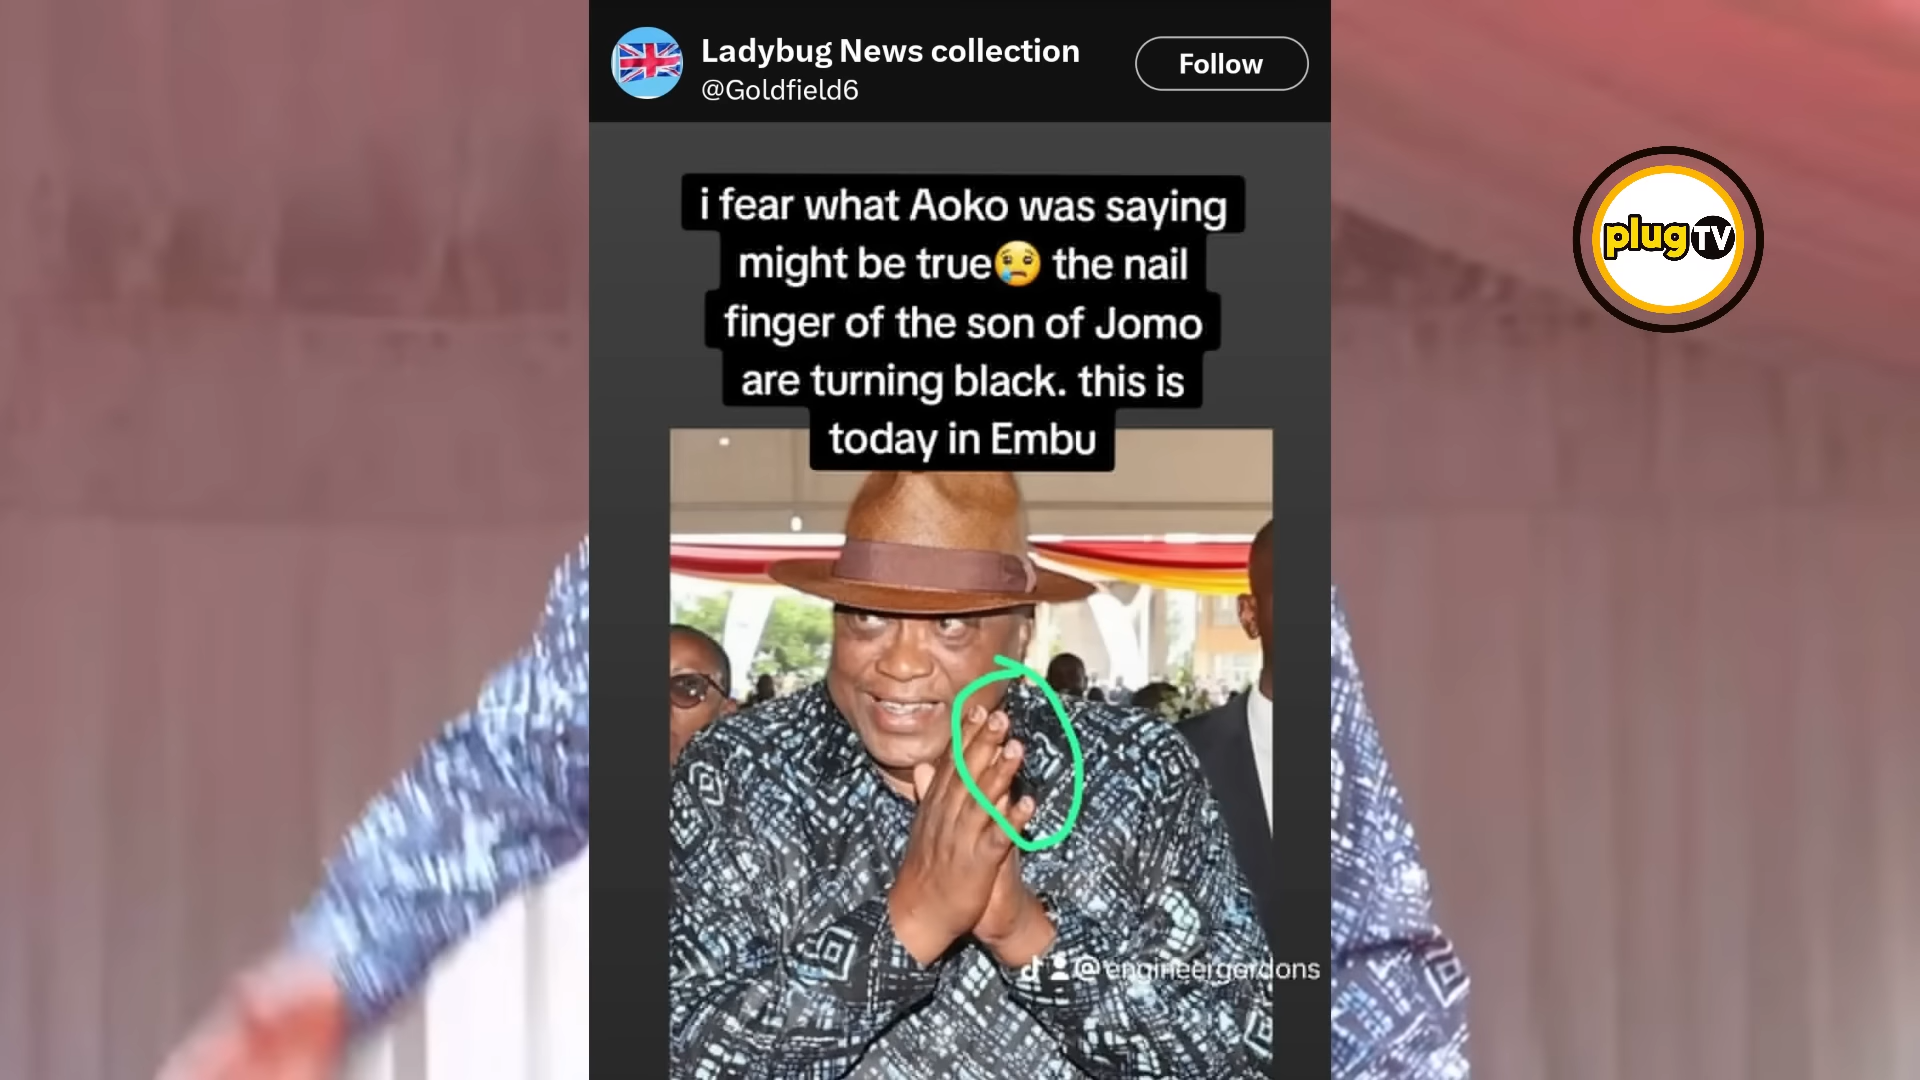 Ladybug News collection
@Goldfield6
Follow
plug TV
i fear what Aoko was saying
might be true😢 the nail
finger of the son of Jomo
are turning black. this is
today in Embu
@engineergordons